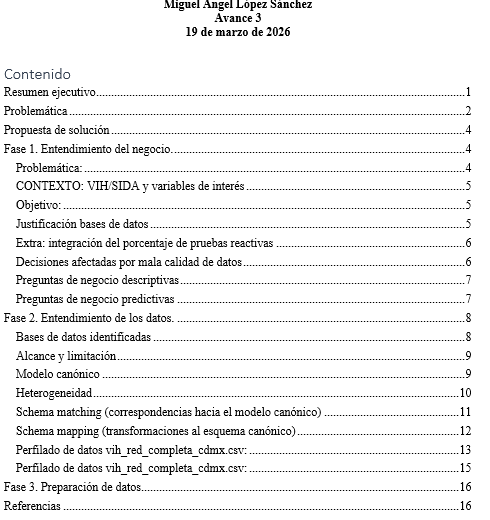 Miguel Ángel López Sánchez
Avance 3
19 de marzo de 2026
Contenido
Resumen ejecutivo 1
Problemática 2
Propuesta de solución 4
Fase 1. Entendimiento del negocio. 4
Problemática: 4
CONTEXTO: VIH/SIDA y variables de interés 5
Objetivo: 5
Justificación bases de datos 5
Extra: integración del porcentaje de pruebas reactivas 6
Decisiones afectadas por mala calidad de datos 6
Preguntas de negocio descriptivas 7
Preguntas de negocio predictivas 7
Fase 2. Entendimiento de los datos. 8
Bases de datos identificadas 8
Alcance y limitación 9
Modelo canónico 9
Heterogeneidad 10
Schema matching (correspondencias hacia el modelo canónico) 11
Schema mapping (transformaciones al esquema canónico) 12
Perfilado de datos vih_red_completa_cdmx.csv: 13
Perfilado de datos vih_red_completa_cdmx.csv: 15
Fase 3. Preparación de datos 16
Referencias 16